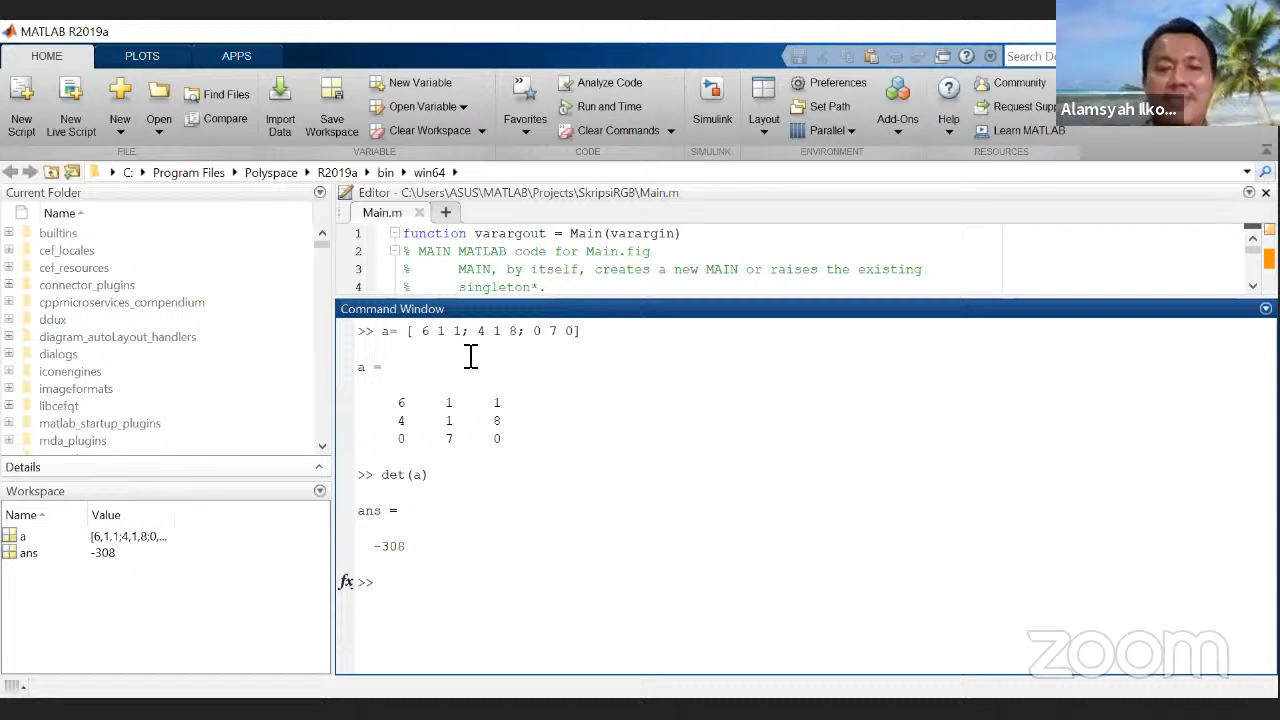 MATLAB R2019a
HOME PLOTS APPS
Search Do
New Script
New Live Script
New
Open
Find Files
Compare
Import Data
Save Workspace
New Variable
Open Variable
Clear Workspace
Favorites
Analyze Code
Run and Time
Clear Commands
Simulink
Layout
Preferences
Set Path
Parallel
Add-Ons
Help
Community
Request Supp
Learn MATLAB
FILE VARIABLE CODE SIMULINK ENVIRONMENT RESOURCES
Alamsyah Ilko...
C: Program Files Polyspace R2019a bin win64
Current Folder
Name
builtins
cef_locales
cef_resources
connector_plugins
cppmicroservices_compendium
ddux
diagram_autoLayout_handlers
dialogs
iconengines
imageformats
libcefqt
matlab_startup_plugins
mda_plugins
Details
Workspace
Name Value
a [6,1,1;4,1,8;0,...
ans -308
Editor - C:\Users\ASUS\MATLAB\Projects\SkripsiRGB\Main.m
Main.m
1 function varargout = Main(varargin)
2 % MAIN MATLAB code for Main.fig
3 % MAIN, by itself, creates a new MAIN or raises the existing
4 % singleton*.
Command Window
>> a= [ 6 1 1; 4 1 8; 0 7 0]
a =
6 1 1
4 1 8
0 7 0
>> det(a)
ans =
-308
fx >>
zoom